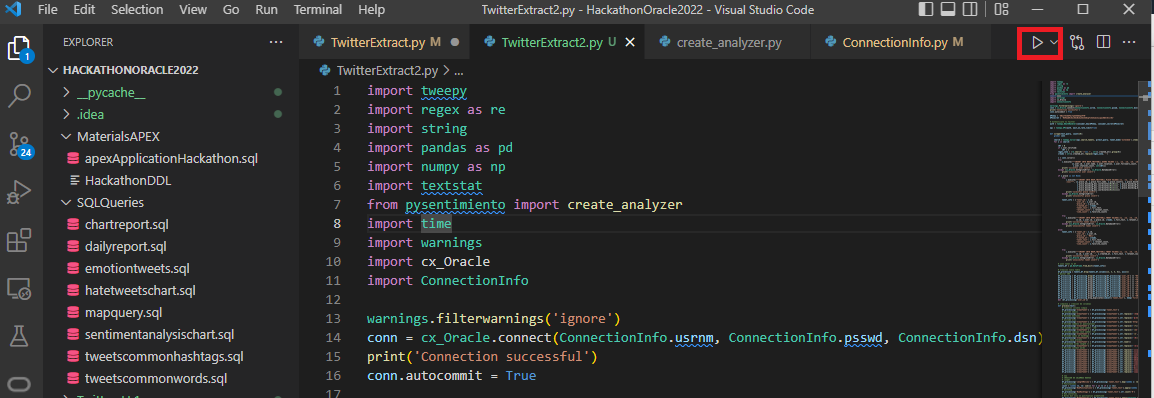 File Edit Selection View Go Run Terminal Help TwitterExtract2.py - HackathonOracle2022 - Visual Studio Code
EXPLORER
TwitterExtract.py M
TwitterExtract2.py U
create_analyzer.py
ConnectionInfo.py M
1
24
HACKATHONORACLE2022
__pycache__
.idea
MaterialsAPEX
apexApplicationHackathon.sql
HackathonDDL
SQLQueries
chartreport.sql
dailyreport.sql
emotiontweets.sql
hatetweetschart.sql
mapquery.sql
sentimentanalysischart.sql
tweetscommonhashtags.sql
tweetscommonwords.sql
TwitterExtract2.py > ...
1 import tweepy
2 import regex as re
3 import string
4 import pandas as pd
5 import numpy as np
6 import textstat
7 from pysentimiento import create_analyzer
8 import time
9 import warnings
10 import cx_Oracle
11 import ConnectionInfo
12
13 warnings.filterwarnings('ignore')
14 conn = cx_Oracle.connect(ConnectionInfo.usrnm, ConnectionInfo.psswd, ConnectionInfo.dsn)
15 print('Connection successful')
16 conn.autocommit = True
17